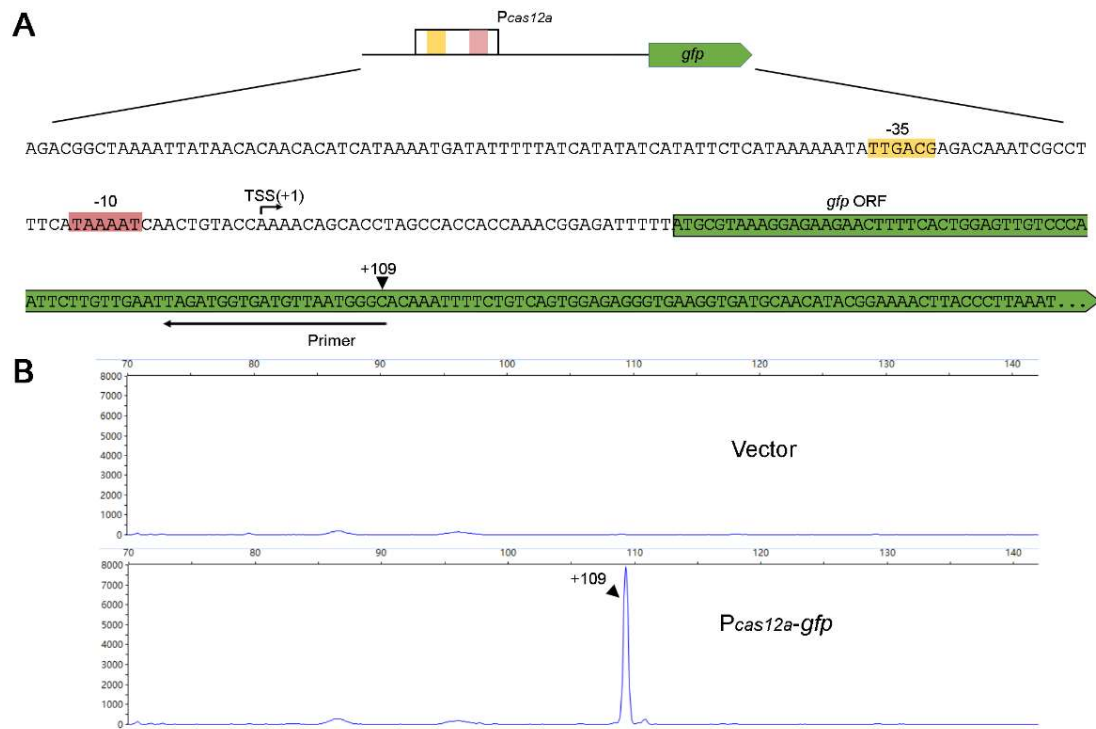 A
Pcas12a
gfp
-35
AGACGGCTAAAATTATAACACAACACATCATAAAATGATATTTTTATCATATATCATATTCTCATAAAAAATATTGACGAGACAAATCGCCT
-10 TSS(+1) gfp ORF
TTCATAAAATCAACTGTACCAAAACAGCACCTAGCCACCACCAAACGGAGATTTTTATGCGTAAAGGAGAAGAACTTTTCACTGGAGTTGTCCCA
+109
ATTCTTGTTGAATTAGATGGTGATGTTAATGGGCACAAATTTTCTGTCAGTGGAGAGGGTGAAGGTGATGCAACATACGGAAAACTTACCCTTAAAT...
Primer
B
70 80 90 100 110 120 130 140
8000
7000
6000
5000
4000
3000
2000
1000
0
Vector
70 80 90 100 110 120 130 140
8000
7000
6000
5000
4000
3000
2000
1000
0
+109
Pcas12a-gfp